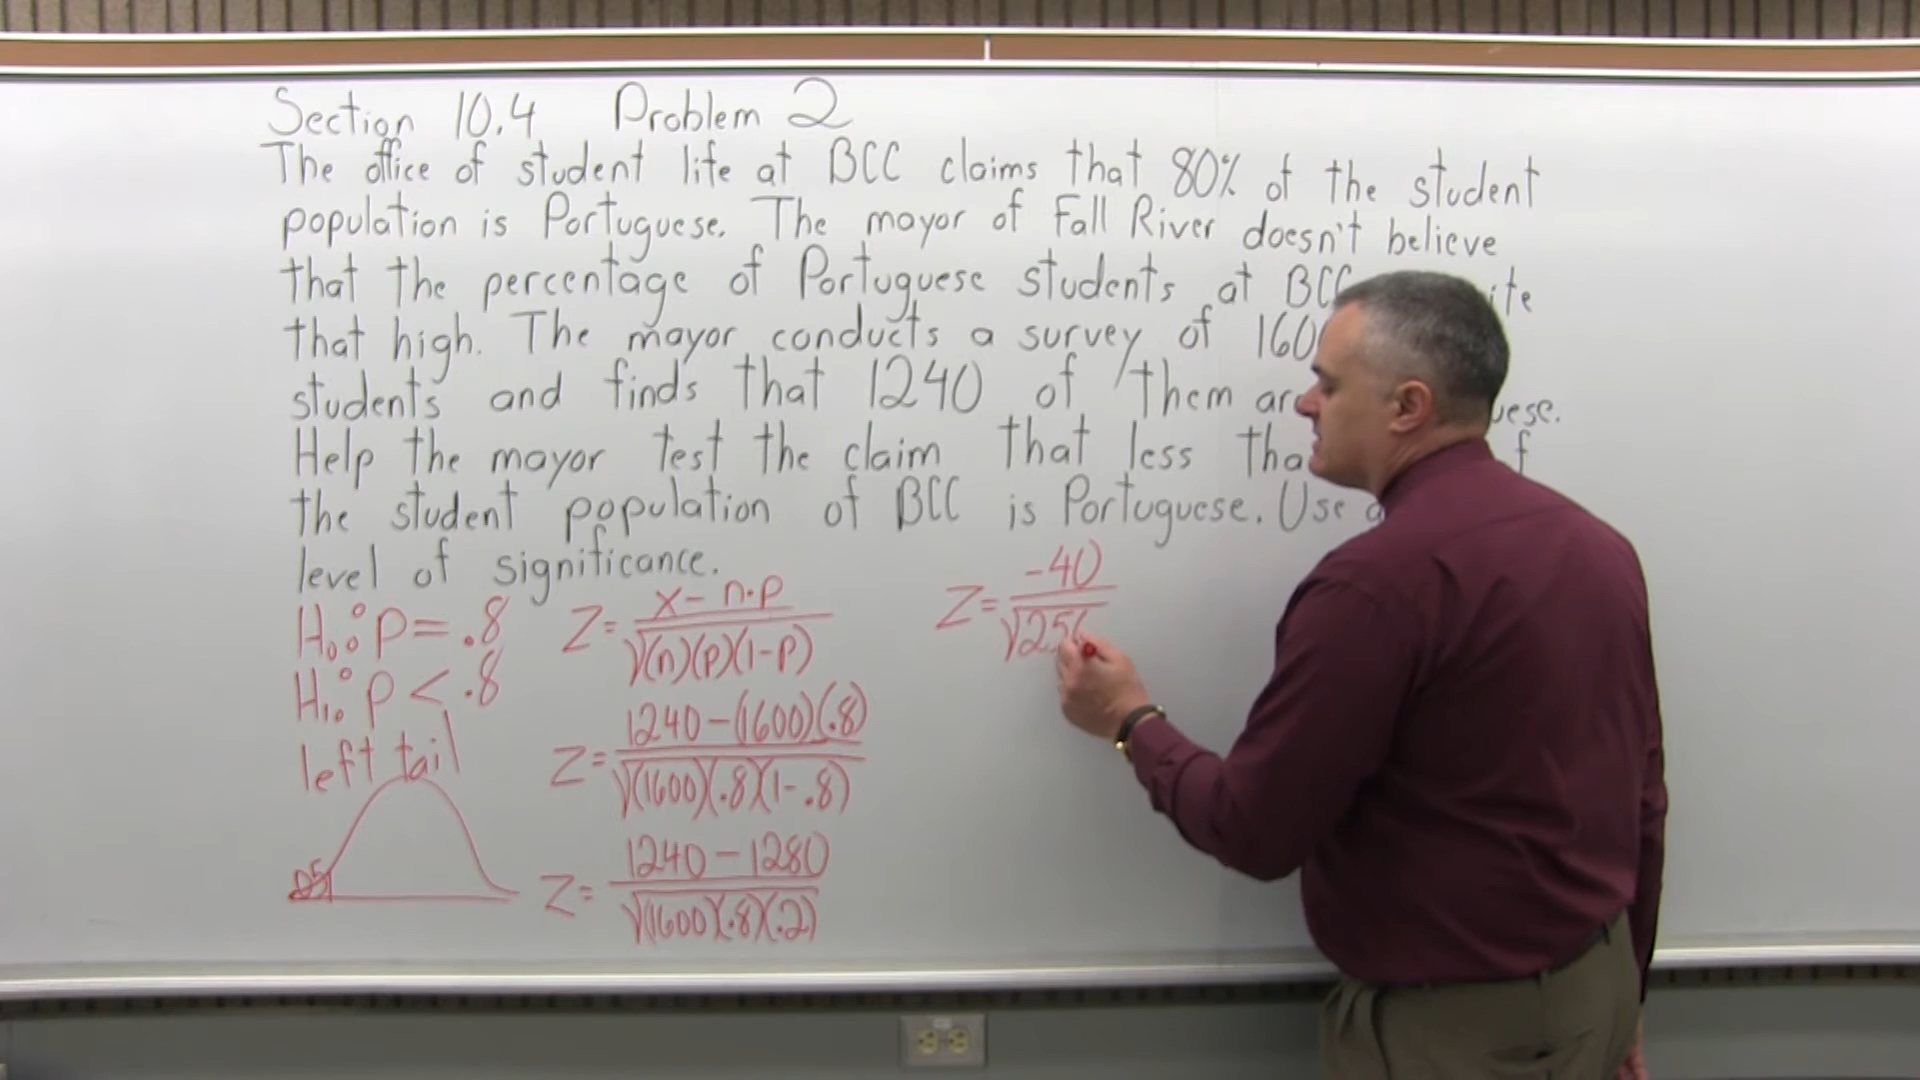 Section 10.4 Problem 2
The office of student life at BCC claims that 80% of the student
population is Portuguese. The mayor of Fall River doesn't believe
that the percentage of Portuguese students at BCC
that high. The mayor conducts a survey of 160
students and finds that 1240 of them
Help the mayor test the claim that less
the student population of BCC is Portuguese. Use
level of significance.
H₀: p = .8
H₁: p < .8
left tail
.05
Z = x - n·p / √(n)(p)(1-p)
Z = 1240 - (1600)(.8) / √(1600)(.8)(1-.8)
Z = 1240 - 1280 / √(1600)(.8)(.2)
Z = -40 / √256